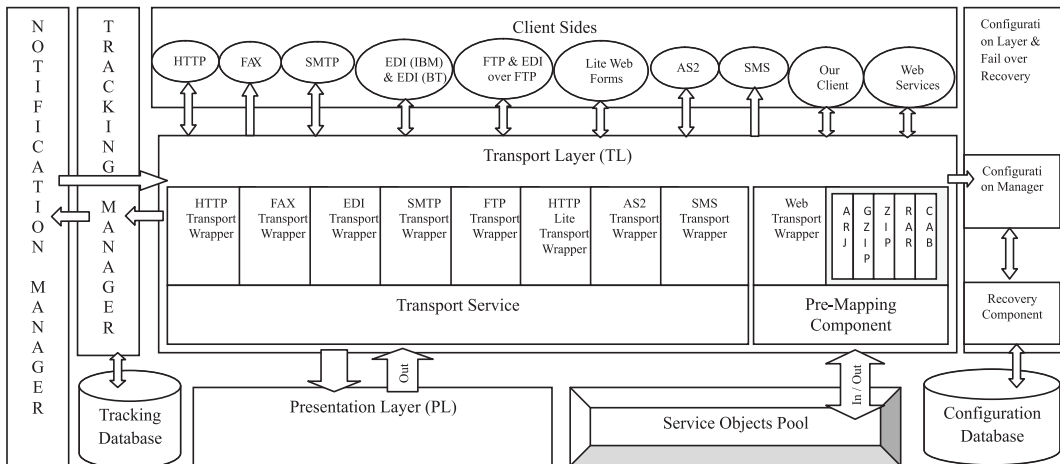 NOTIFICATION MANAGER
TRACKING MANAGER
Client Sides
HTTP
FAX
SMTP
EDI (IBM)
& EDI (BT)
FTP & EDI
over FTP
Lite Web
Forms
AS2
SMS
Our
Client
Web
Services
Configurati
on Layer &
Fail over
Recovery
Transport Layer (TL)
HTTP
Transport
Wrapper
FAX
Transport
Wrapper
EDI
Transport
Wrapper
SMTP
Transport
Wrapper
FTP
Transport
Wrapper
HTTP
Lite
Transport
Wrapper
AS2
Transport
Wrapper
SMS
Transport
Wrapper
Web
Transport
Wrapper
ARJ
GZIP
ZIP
RAR
CAB
Configurati
on Manager
Transport Service
Pre-Mapping
Component
Recovery
Component
Out
In / Out
Tracking
Database
Presentation Layer (PL)
Service Objects Pool
Configuration
Database